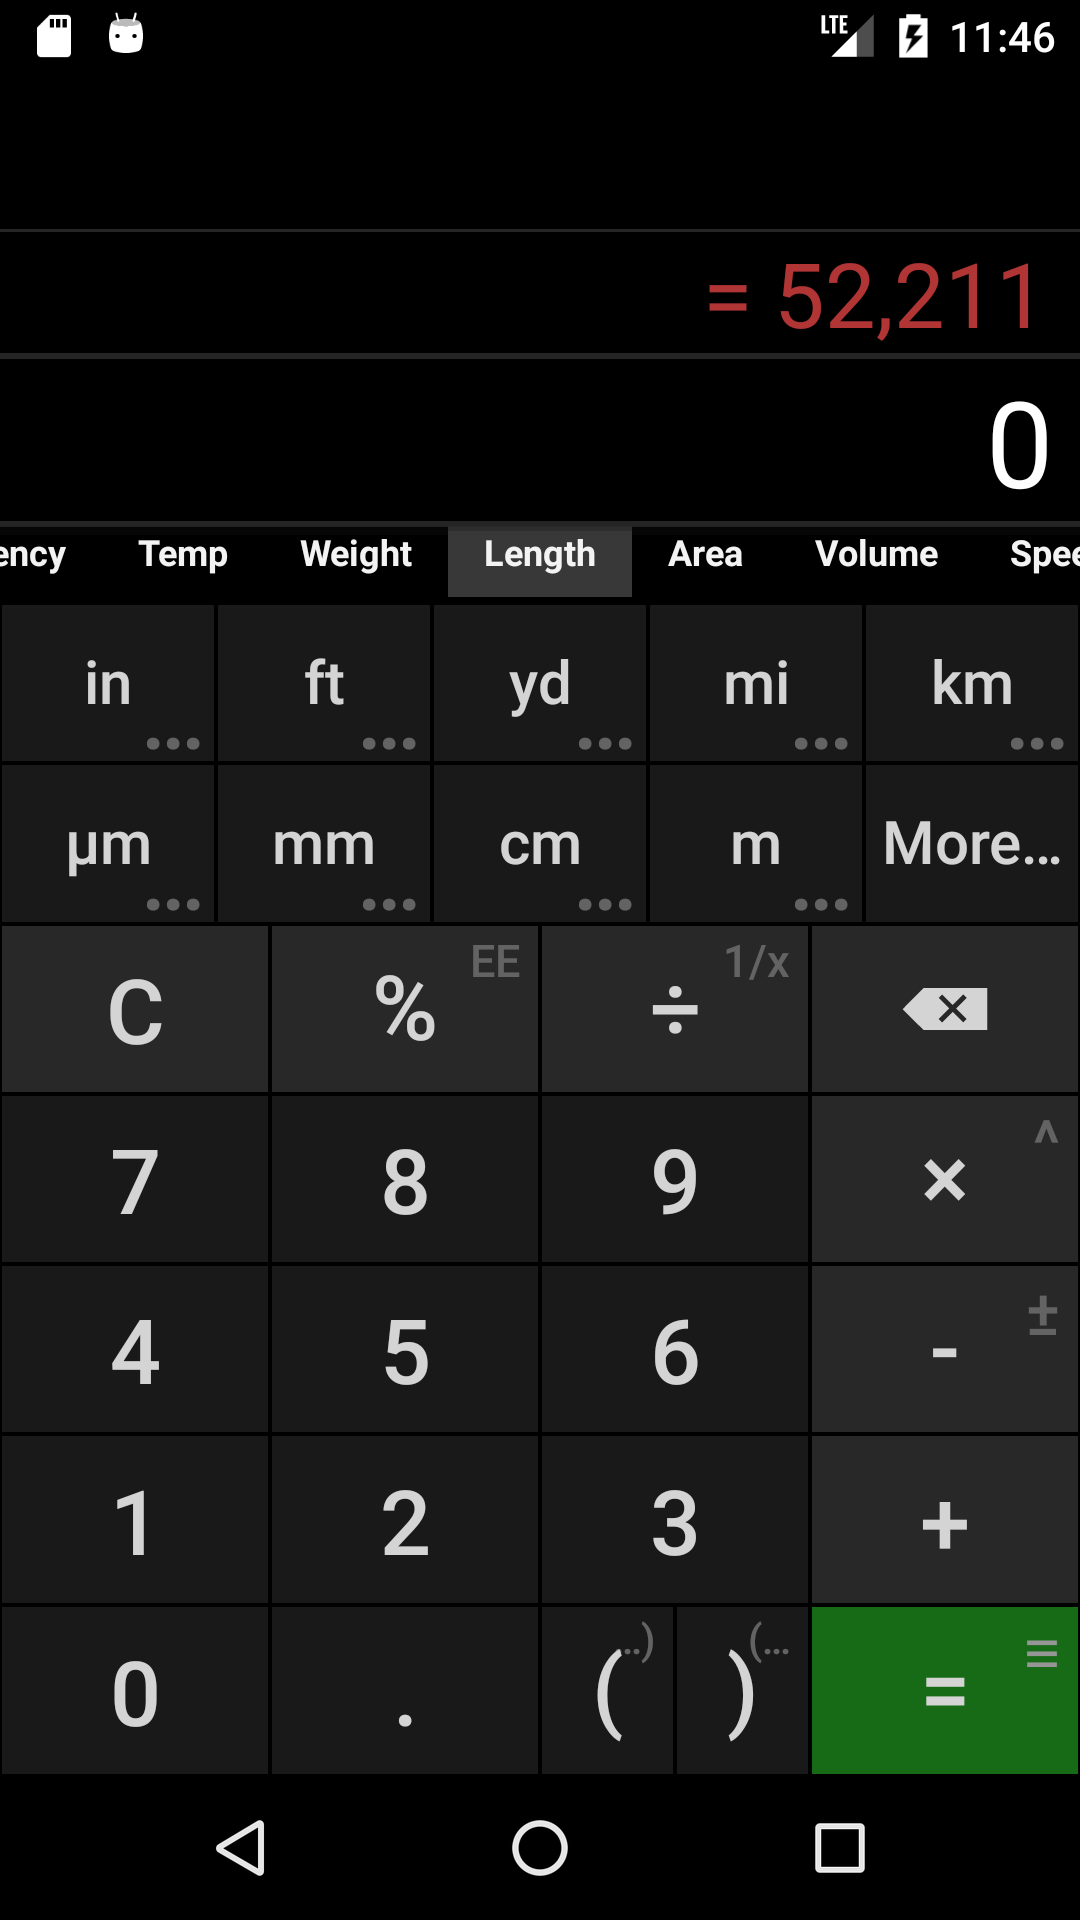 LTE 11:46
= 52,211
0
ency Temp Weight Length Area Volume Spee
in ft yd mi km
µm mm cm m More...
C % EE ÷ 1/x
7 8 9 × ^
4 5 6 - ±
1 2 3 +
0 . ( ..) ) (... =